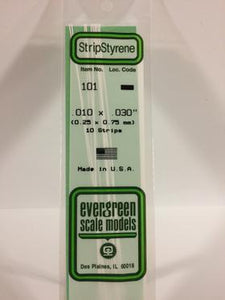 StripStyrene
Item No. Loc. Code
101
.010 x .030"
(0.25 x 0.75 mm)
10 Strips
Made in U.S.A.
evergreen
scale models
Des Plaines, IL 60018